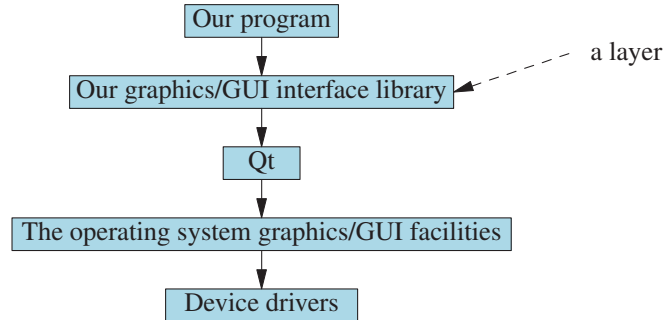 Our program
a layer
Our graphics/GUI interface library
Qt
The operating system graphics/GUI facilities
Device drivers